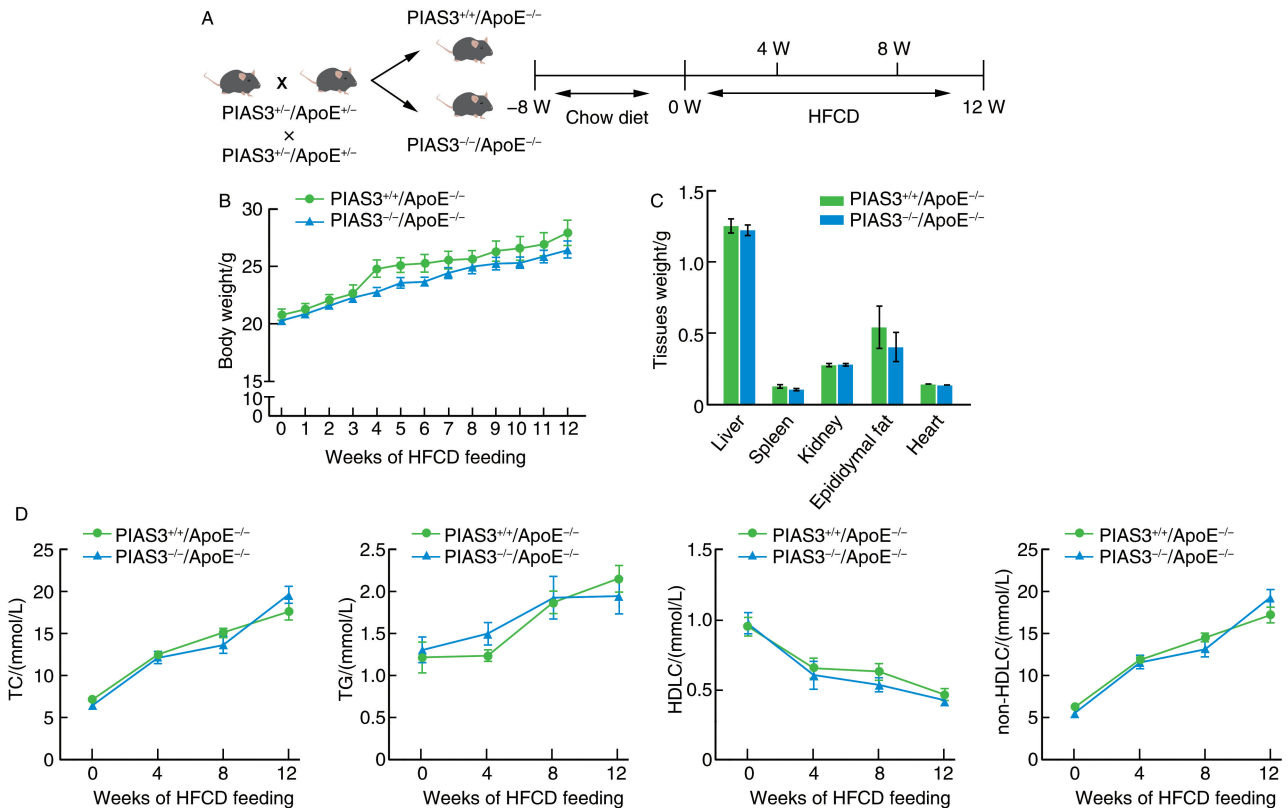 A
PIAS3+/+/ApoE−/−
X
PIAS3+/−/ApoE+/−
×
PIAS3+/−/ApoE+/−
PIAS3−/−/ApoE−/−
4 W
8 W
−8 W
0 W
12 W
Chow diet
HFCD
B
PIAS3+/+/ApoE−/−
PIAS3−/−/ApoE−/−
Body weight/g
30
25
20
15
10
0
0 1 2 3 4 5 6 7 8 9 10 11 12
Weeks of HFCD feeding
C
PIAS3+/+/ApoE−/−
PIAS3−/−/ApoE−/−
Tissues weight/g
1.5
1.0
0.5
0
Liver
Spleen
Kidney
Epididymal fat
Heart
D
PIAS3+/+/ApoE−/−
PIAS3−/−/ApoE−/−
TC/(mmol/L)
25
20
15
10
5
0
0 4 8 12
Weeks of HFCD feeding
PIAS3+/+/ApoE−/−
PIAS3−/−/ApoE−/−
TG/(mmol/L)
2.5
2.0
1.5
1.0
0.5
0
0 4 8 12
Weeks of HFCD feeding
PIAS3+/+/ApoE−/−
PIAS3−/−/ApoE−/−
HDLC/(mmol/L)
1.5
1.0
0.5
0
0 4 8 12
Weeks of HFCD feeding
PIAS3+/+/ApoE−/−
PIAS3−/−/ApoE−/−
non-HDLC/(mmol/L)
25
20
15
10
5
0
0 4 8 12
Weeks of HFCD feeding